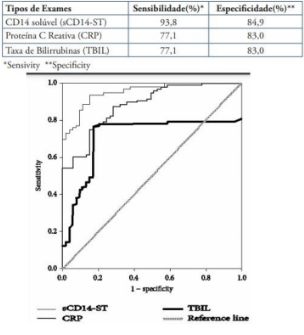 Tipos de Exames Sensibilidade(%)* Especificidade(%)**
CD14 solúvel (sCD14-ST) 93,8 84,9
Proteína C Reativa (CRP) 77,1 83,0
Taxa de Bilirrubinas (TBIL) 77,1 83,0
*Sensivity **Specificity
1.0
0.8
0.6
0.4
0.2
0.0
Sensitivity
0.0 0.2 0.4 0.6 0.8 1.0
1 - specificity
sCD14-ST TBIL
CRP Reference line